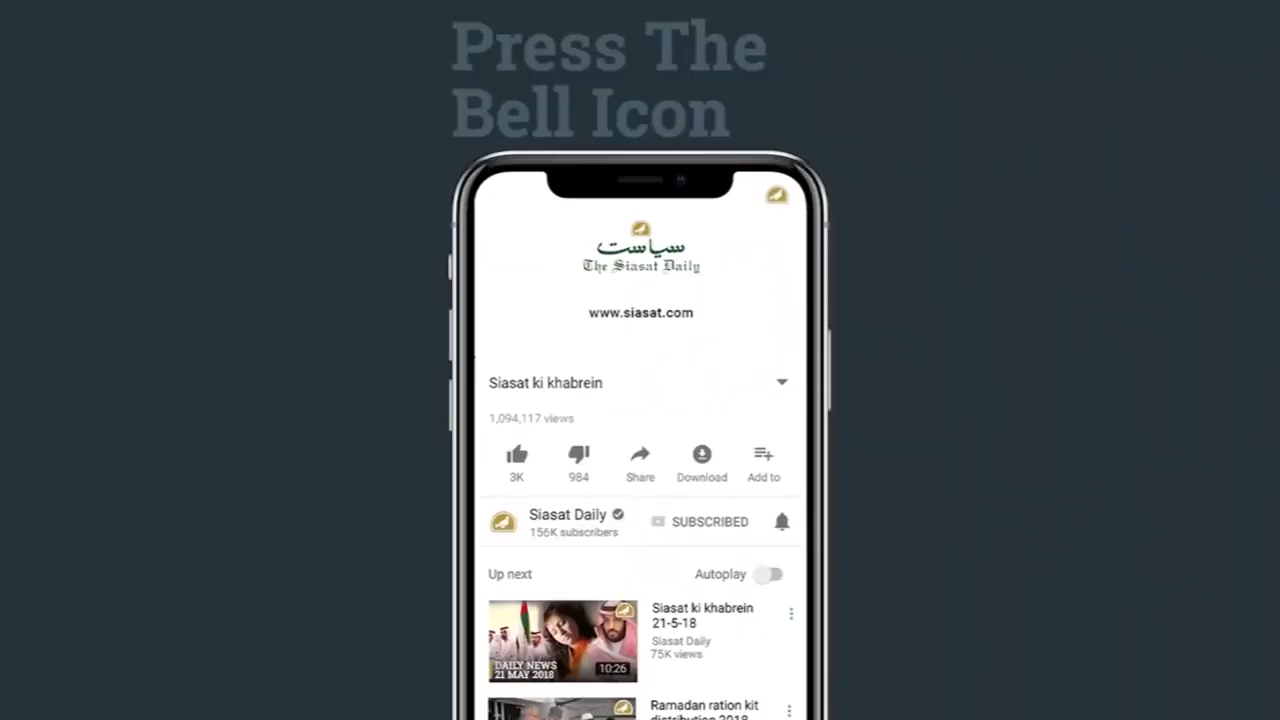 Press The
Bell Icon
سیاست
The Siasat Daily
www.siasat.com
Siasat ki khabrein
1,094,117 views
3K
984
Share
Download
Add to
Siasat Daily
156K subscribers
SUBSCRIBED
Up next
Autoplay
Siasat ki khabrein
21-5-18
Siasat Daily
75K views
DAILY NEWS
21 MAY 2018
10:26
Ramadan ration kit
distribution 2018